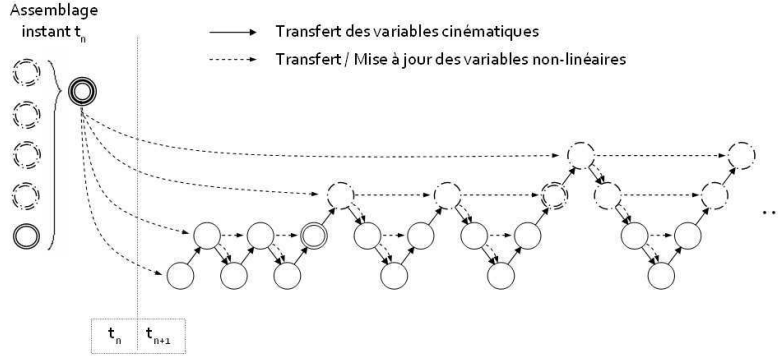 Assemblage
instant tn
Transfert des variables cinématiques
Transfert / Mise à jour des variables non-linéaires
..
tn tn+1